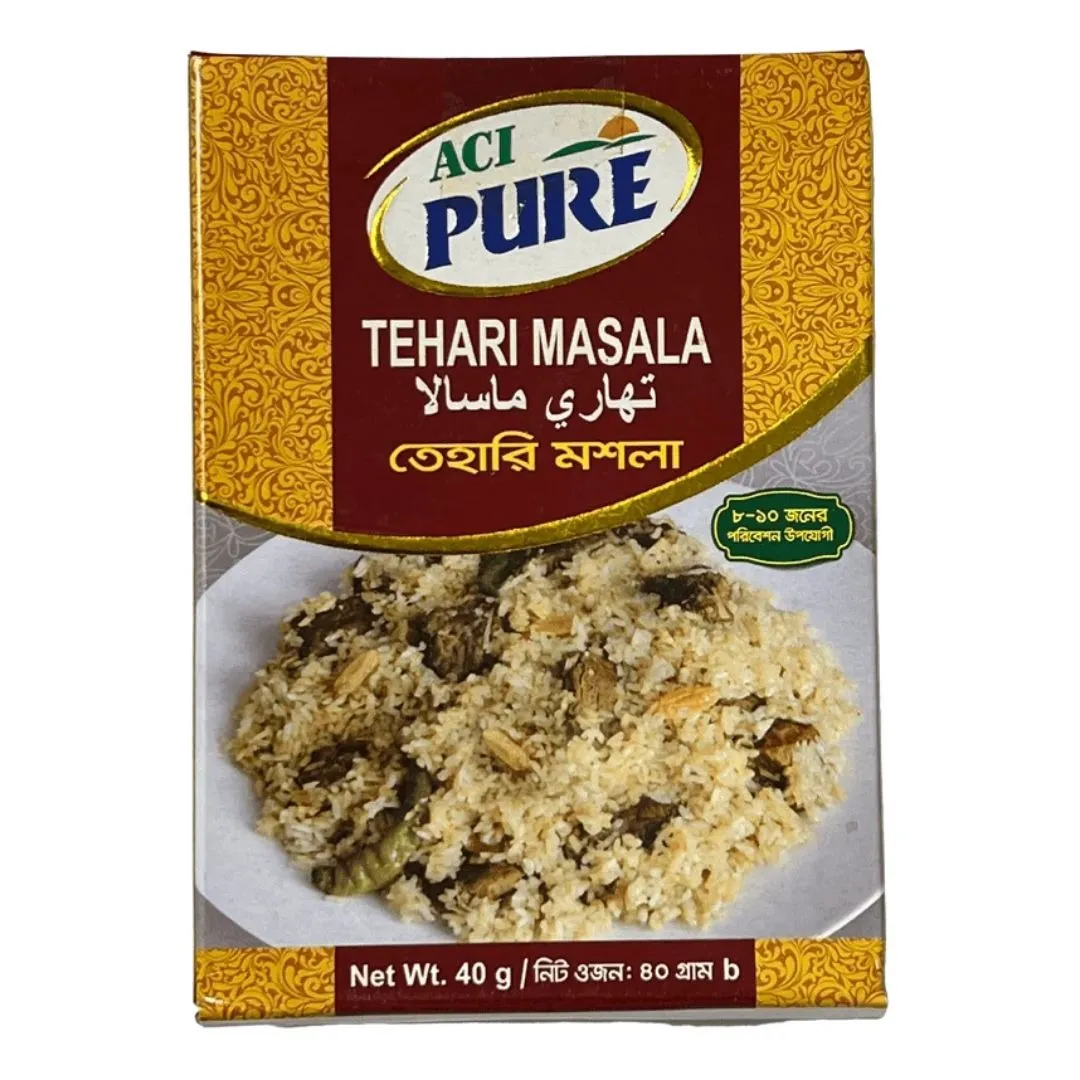 ACI
PURE
TEHARI MASALA
تهاري ماسالا
তেহারি মশলা
৮-১০ জনের
পরিবেশন উপযোগী
Net Wt. 40 g / নিট ওজন: ৪০ গ্রাম b